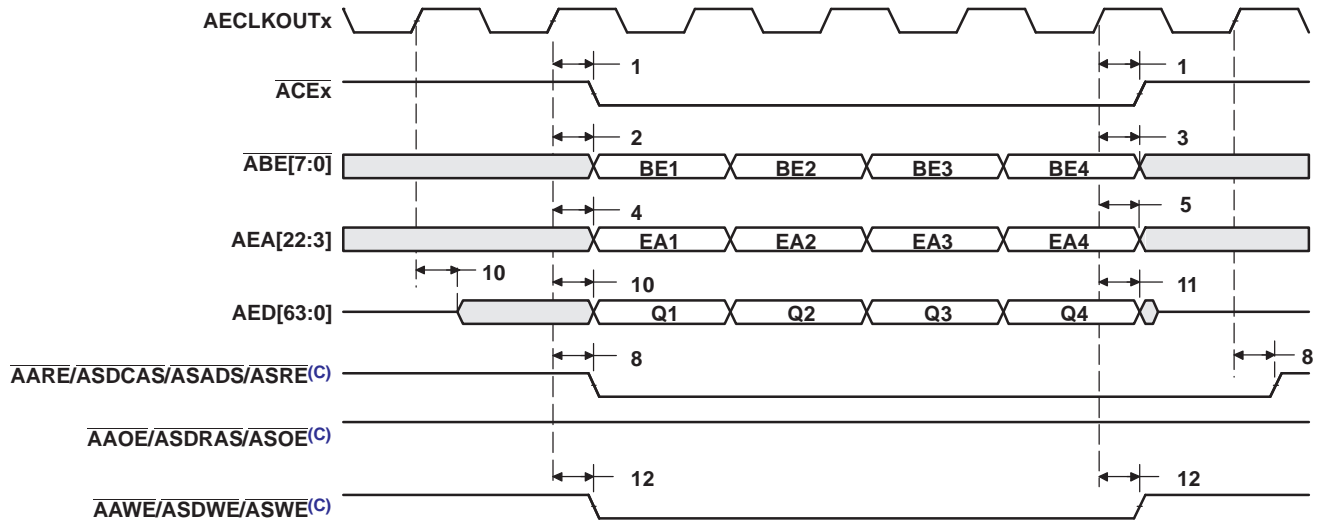 AECLKOUTx
1 1
ACEx
2 3
ABE[7:0] BE1 BE2 BE3 BE4
4 5
AEA[22:3] EA1 EA2 EA3 EA4
10 10 11
AED[63:0] Q1 Q2 Q3 Q4
8 8
AARE/ASDCAS/ASADS/ASRE(C)
AAOE/ASDRAS/ASOE(C)
12 12
AAWE/ASDWE/ASWE(C)